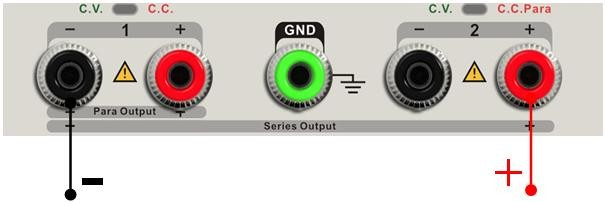 C.V. C.C. C.V. C.C.Para
− 1 + GND − 2 +
Para Output +
− Series Output +
− +